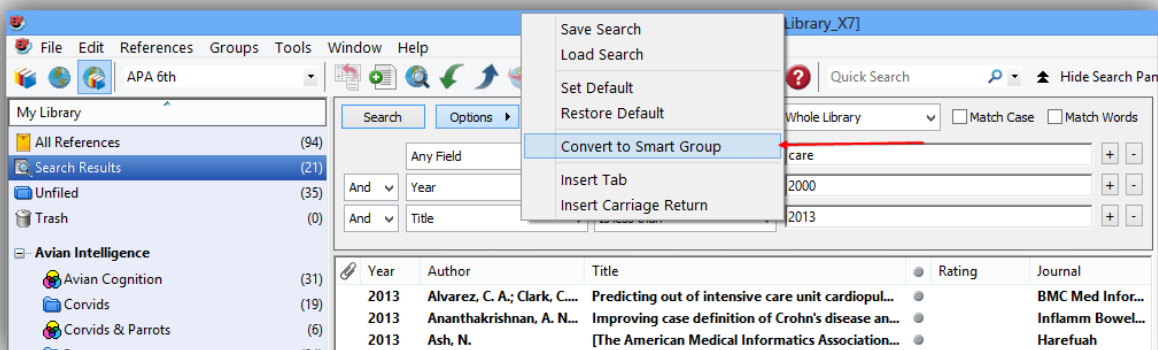 Library_X7]
File Edit References Groups Tools Window Help
APA 6th
Quick Search
Hide Search Pan
Save Search
Load Search
Set Default
Restore Default
Convert to Smart Group
Insert Tab
Insert Carriage Return
My Library
All References (94)
Search Results (21)
Unfiled (35)
Trash (0)
Avian Intelligence
Avian Cognition (31)
Corvids (19)
Corvids & Parrots (6)
Search Options Whole Library Match Case Match Words
Any Field care + -
And Year 2000 + -
And Title 2013 + -
Year Author Title Rating Journal
2013 Alvarez, C. A.; Clark, C.... Predicting out of intensive care unit cardiopul... BMC Med Infor...
2013 Ananthakrishnan, A. N... Improving case definition of Crohn's disease an... Inflamm Bowel...
2013 Ash, N. [The American Medical Informatics Association... Harefuah